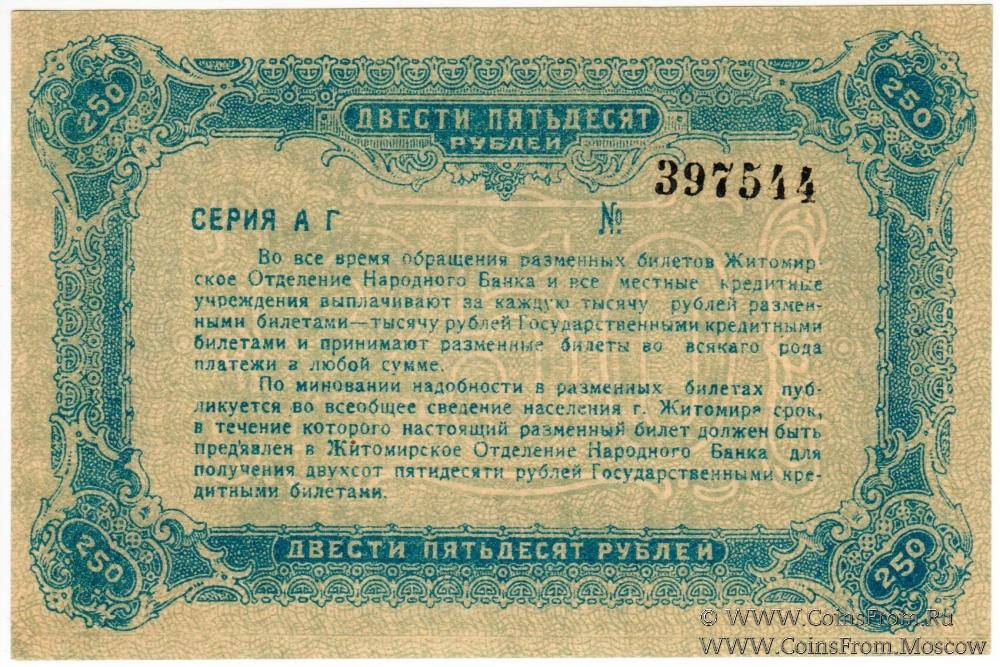 250
250
ДВЕСТИ ПЯТЬДЕСЯТ
РУБЛЕЙ
397544
СЕРИЯ А Г
№
Во все время обращения разменных билетов Житомир-
ское Отделение Народного Банка и все местные кредитные
учреждения выплачивают за каждую тысячу рублей размен-
ными билетами—тысячу рублей Государственными кредитными
билетами и принимают разменные билеты во всякаго рода
платежи в любой сумме.
По миновании надобности в разменных билетах пуб-
ликуется во всеобщее сведение населения г. Житомира срок,
в течение которого настоящий разменный билет должен быть
пред'явлен в Житомирское Отделение Народного Банка для
получения двухсот пятидесяти рублей Государственными кре-
дитными билетами.
250
ДВЕСТИ ПЯТЬДЕСЯТ РУБЛЕЙ
250
© WWW.CoinsFrom.Ru
WWW.CoinsFrom.Moscow